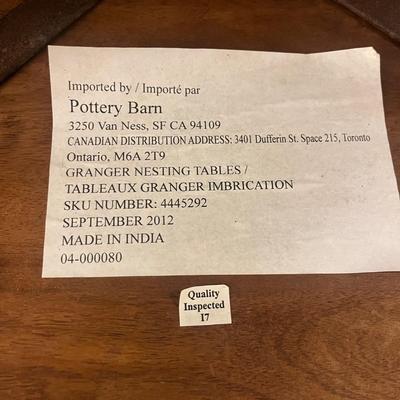 Imported by / Importé par
Pottery Barn
3250 Van Ness, SF CA 94109
CANADIAN DISTRIBUTION ADDRESS: 3401 Dufferin St. Space 215, Toronto
Ontario, M6A 2T9
GRANGER NESTING TABLES /
TABLEAUX GRANGER IMBRICATION
SKU NUMBER: 4445292
SEPTEMBER 2012
MADE IN INDIA
04-000080
Quality
Inspected
I7